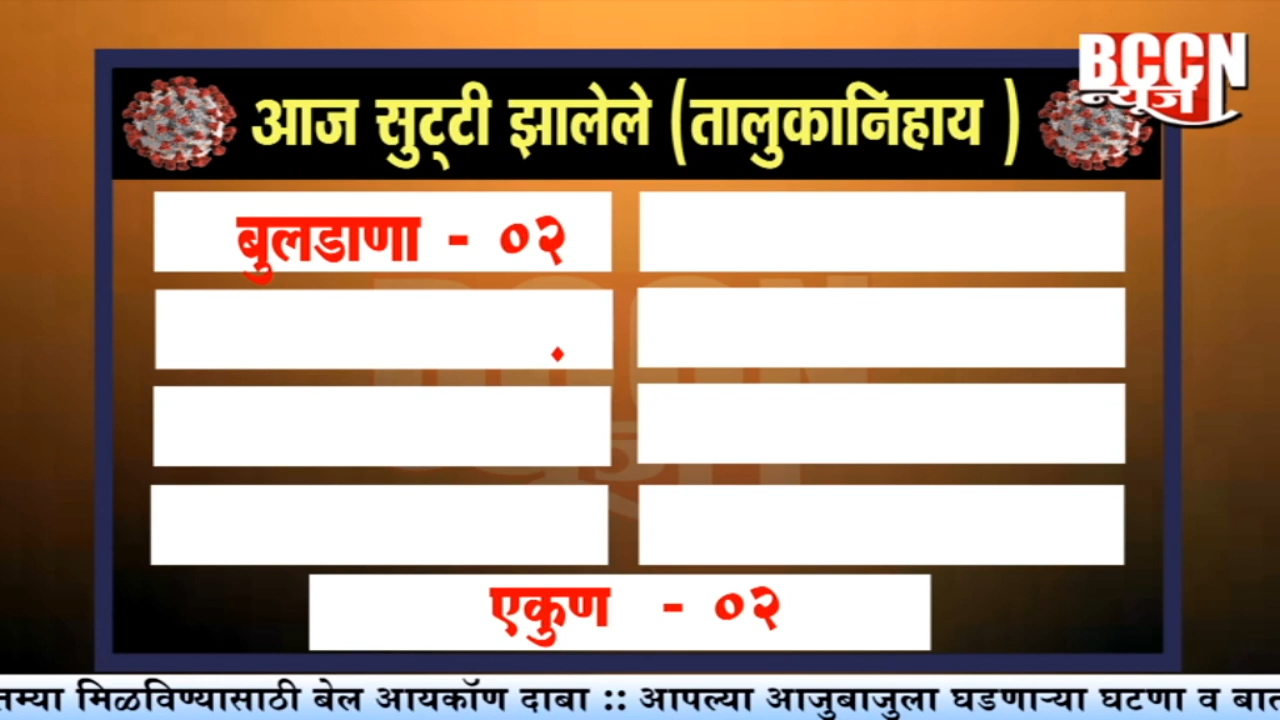 BCCN
न्यूज
आज सुट्टी झालेले (तालुकानिहाय )
बुलडाणा - ०२
एकुण - ०२
तम्या मिळविण्यासाठी बेल आयकॉण दाबा :: आपल्या आजुबाजुला घडणाऱ्या घटणा व बात